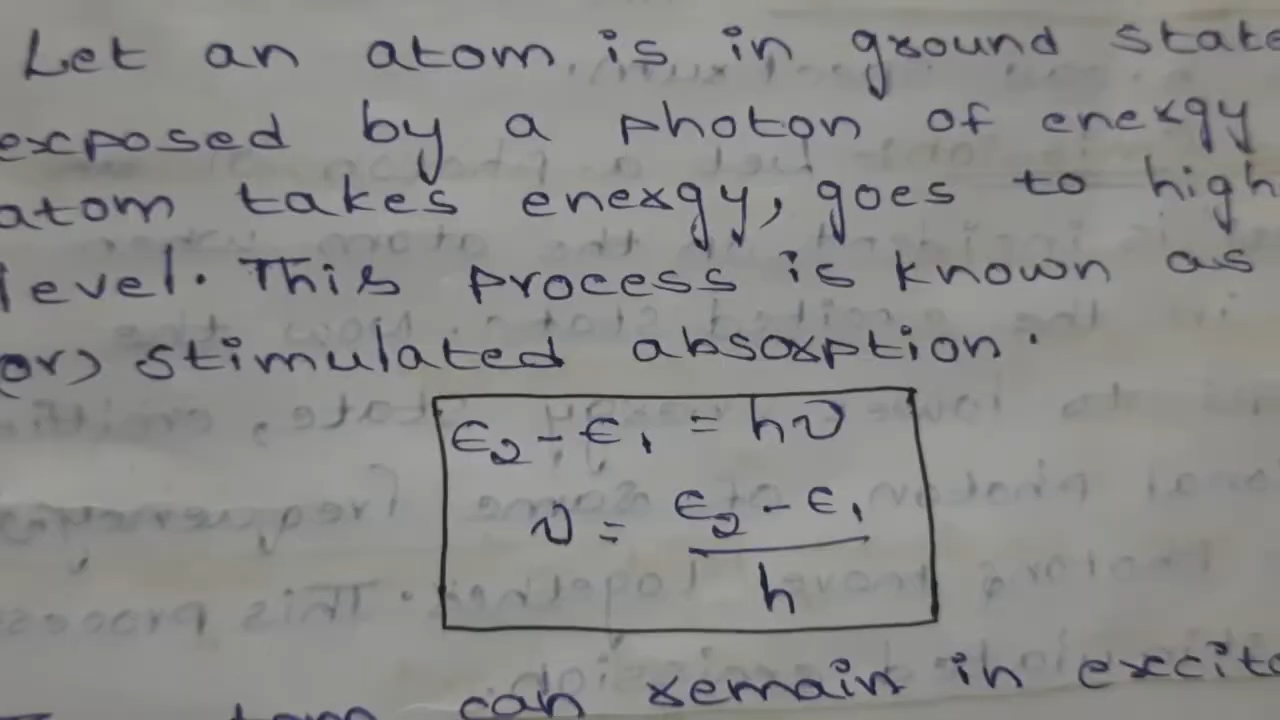 Let an atom is in ground state
exposed by a photon of energy
atom takes energy, goes to high
level. This process is known as
or) stimulated absorption.
E₂ - E₁ = hν
ν = E₂ - E₁
h
can remain in excite